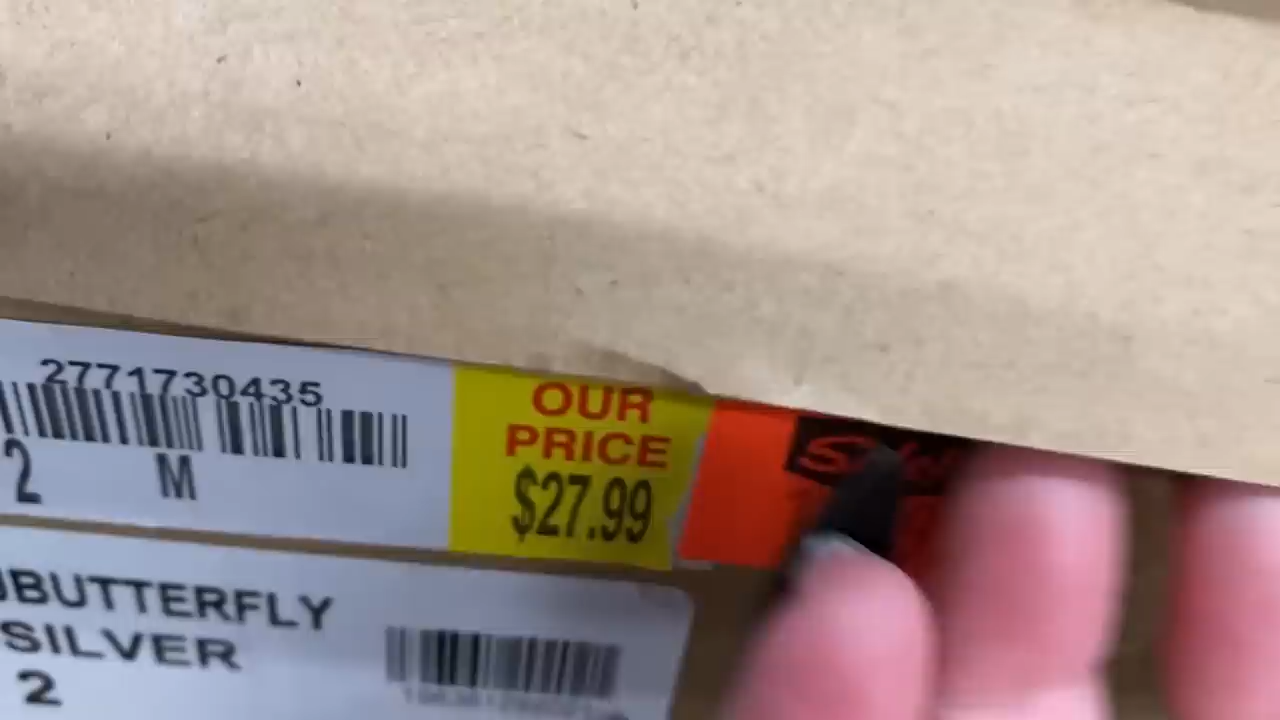 2771730435
2 M
OUR
PRICE
$27.99
BUTTERFLY
SILVER
2